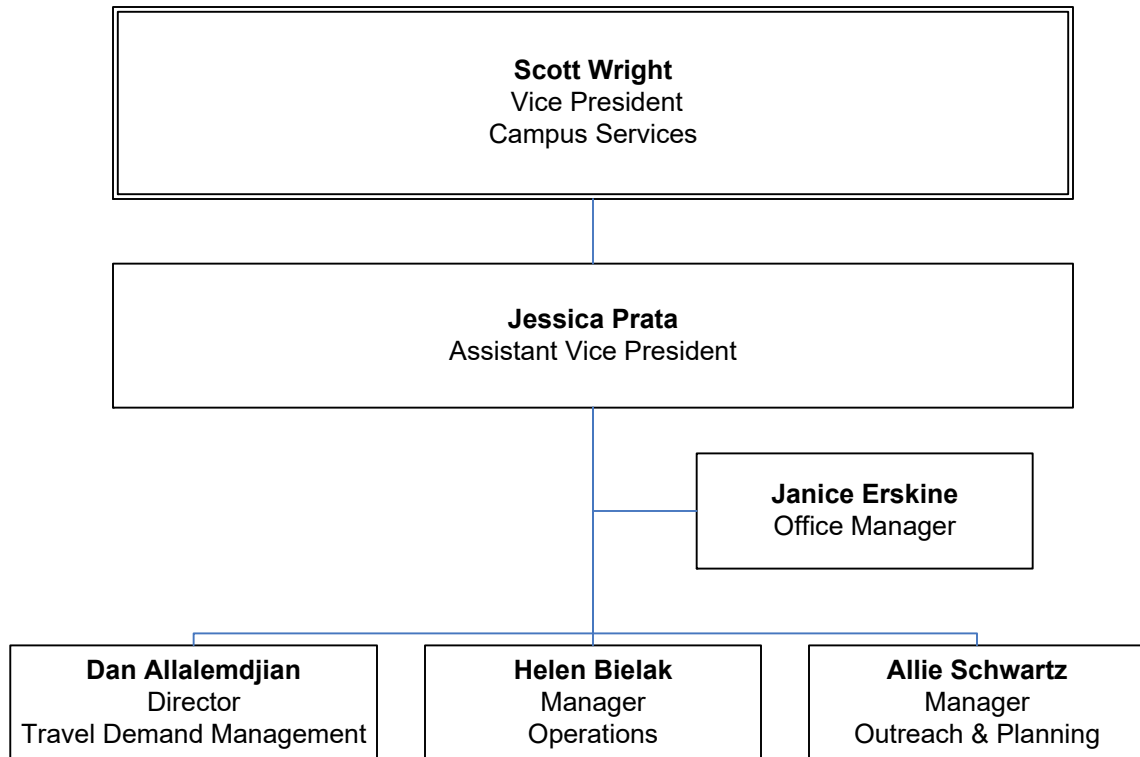 Scott Wright
Vice President
Campus Services
Jessica Prata
Assistant Vice President
Janice Erskine
Office Manager
Dan Allalemdjian
Director
Travel Demand Management
Helen Bielak
Manager
Operations
Allie Schwartz
Manager
Outreach & Planning